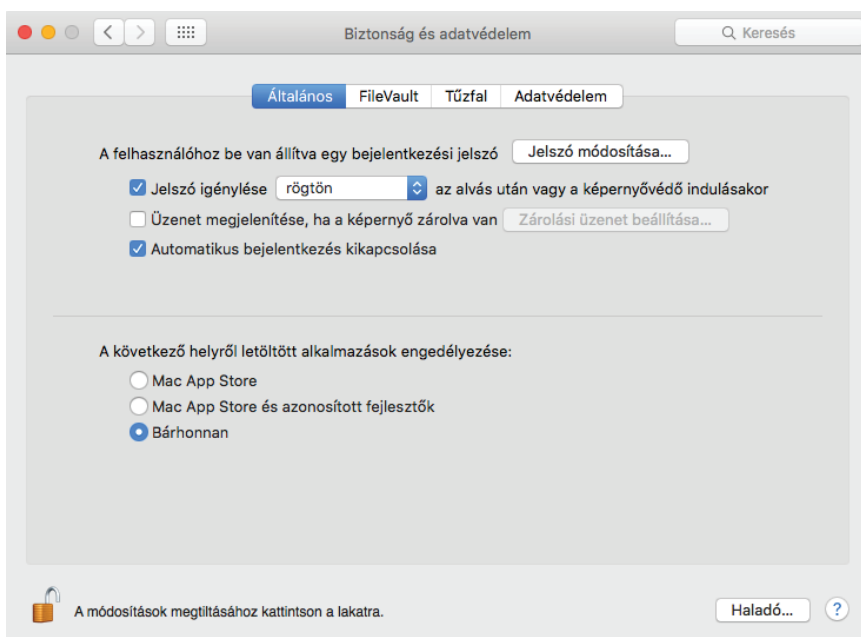 Biztonság és adatvédelem
Keresés
Általános FileVault Tűzfal Adatvédelem
A felhasználóhoz be van állítva egy bejelentkezési jelszó Jelszó módosítása...
Jelszó igénylése rögtön az alvás után vagy a képernyővédő indulásakor
Üzenet megjelenítése, ha a képernyő zárolva van Zárolási üzenet beállítása...
Automatikus bejelentkezés kikapcsolása
A következő helyről letöltött alkalmazások engedélyezése:
Mac App Store
Mac App Store és azonosított fejlesztők
Bárhonnan
A módosítások megtiltásához kattintson a lakatra. Haladó... ?